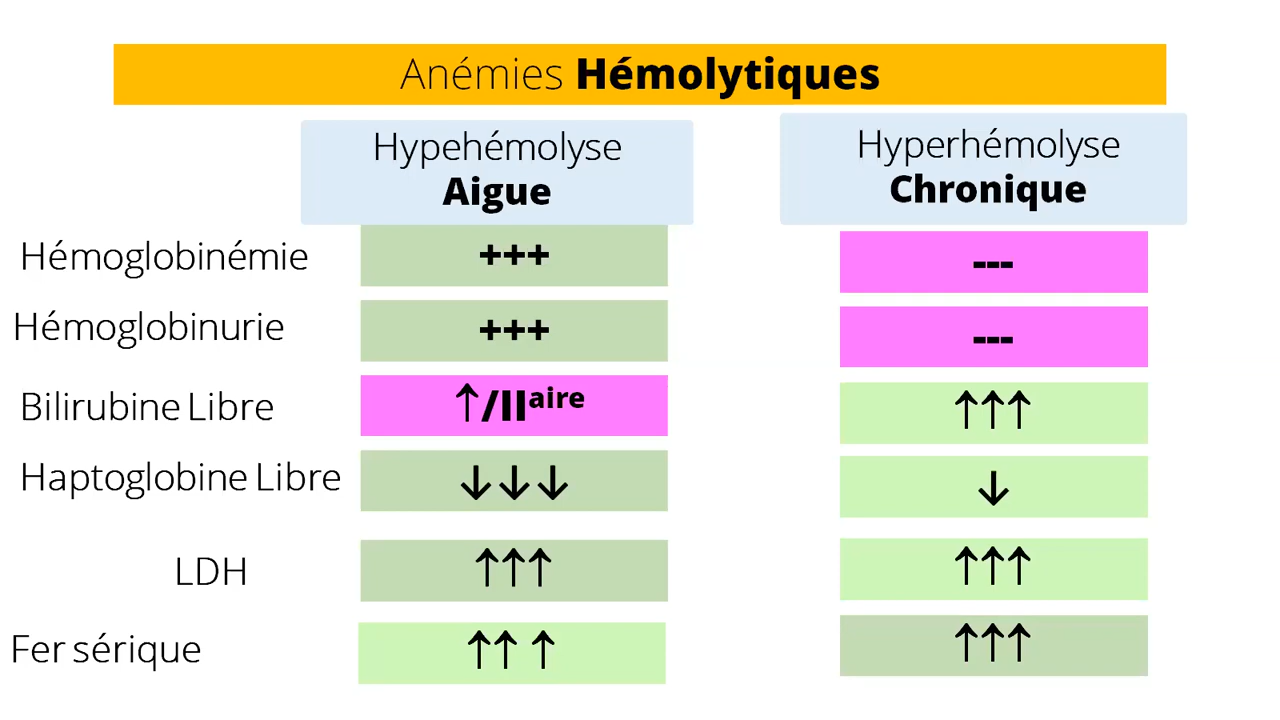 Anémies Hémolytiques
Hypehémolyse
Aigue
Hyperhémolyse
Chronique
Hémoglobinémie +++ ---
Hémoglobinurie +++ ---
Bilirubine Libre ↑/IIaire ↑↑↑
Haptoglobine Libre ↓↓↓ ↓
LDH ↑↑↑ ↑↑↑
Fer sérique ↑↑ ↑ ↑↑↑